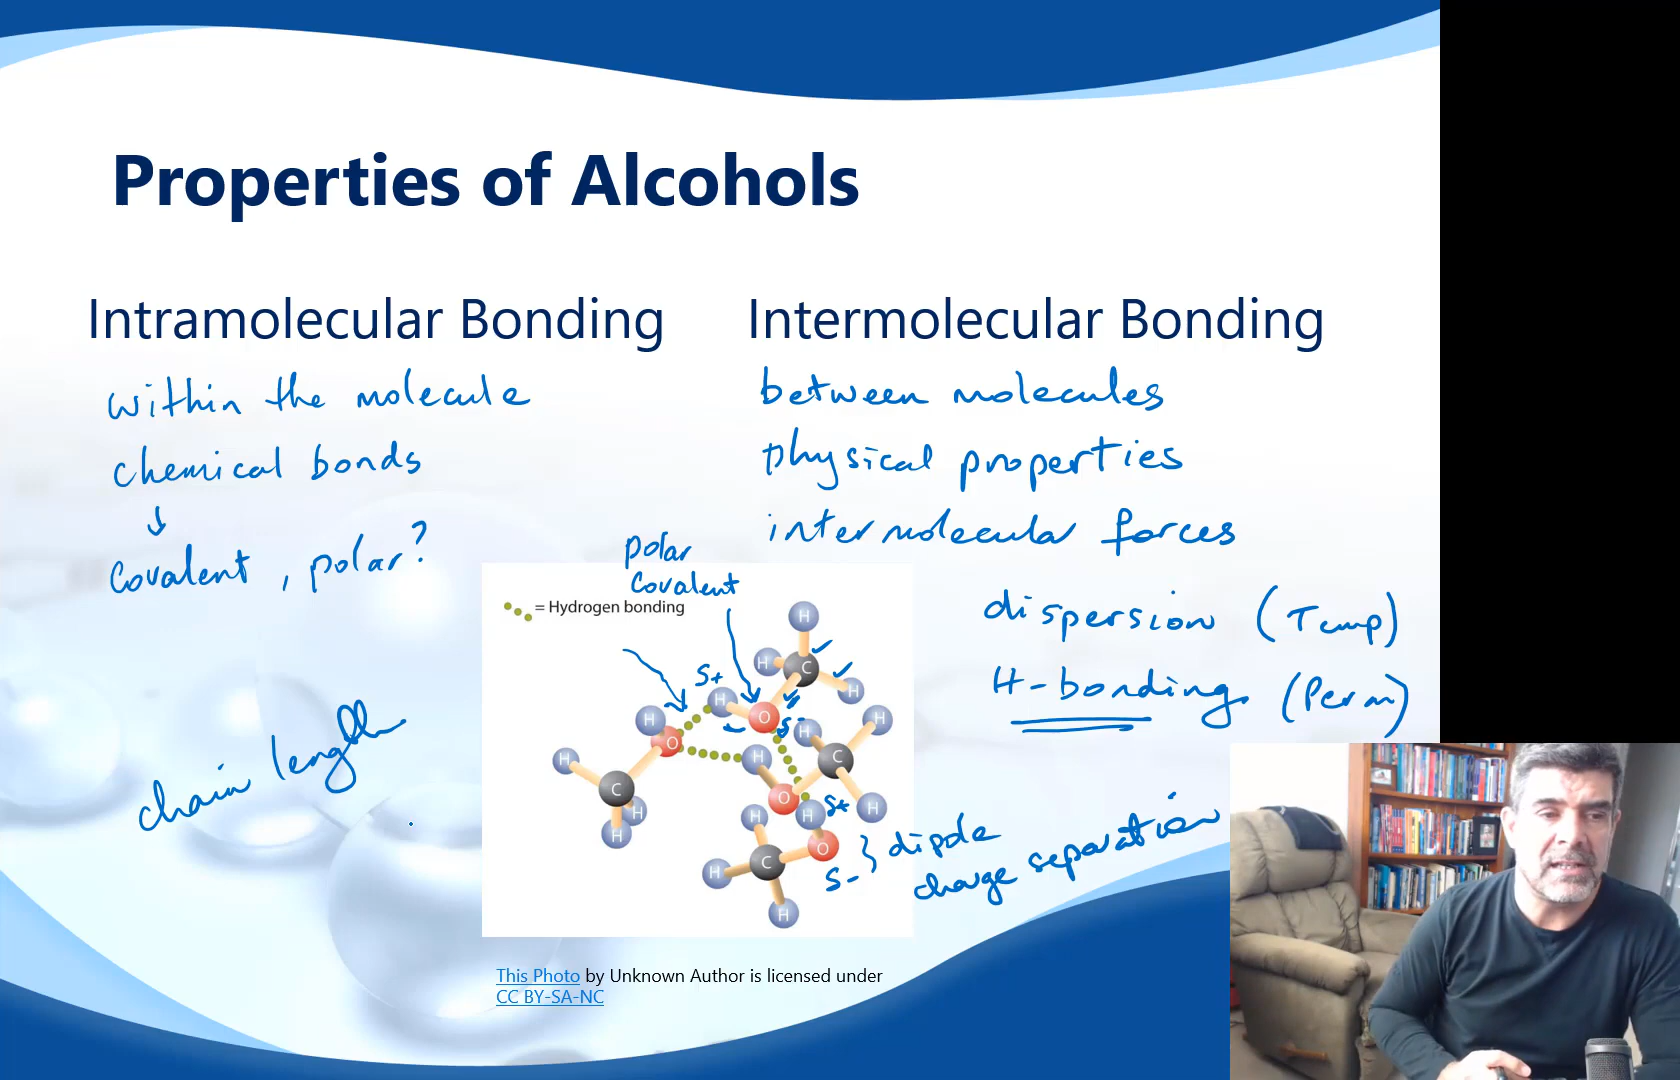 Properties of Alcohols
Intramolecular Bonding
within the molecule
chemical bonds
↓
covalent, polar?
chain length
Intermolecular Bonding
between molecules
physical properties
intermolecular forces
dispersion (Temp)
H-bonding (Perm)
polar
covalent
= Hydrogen bonding
H
H
C
H
S+
H
O
S-
H
O
H
H
H
C
H
O
C
H
H
H
S+
H
H
O
C
H
H
S-
} dipole
charge separation
This Photo by Unknown Author is licensed under
CC BY-SA-NC